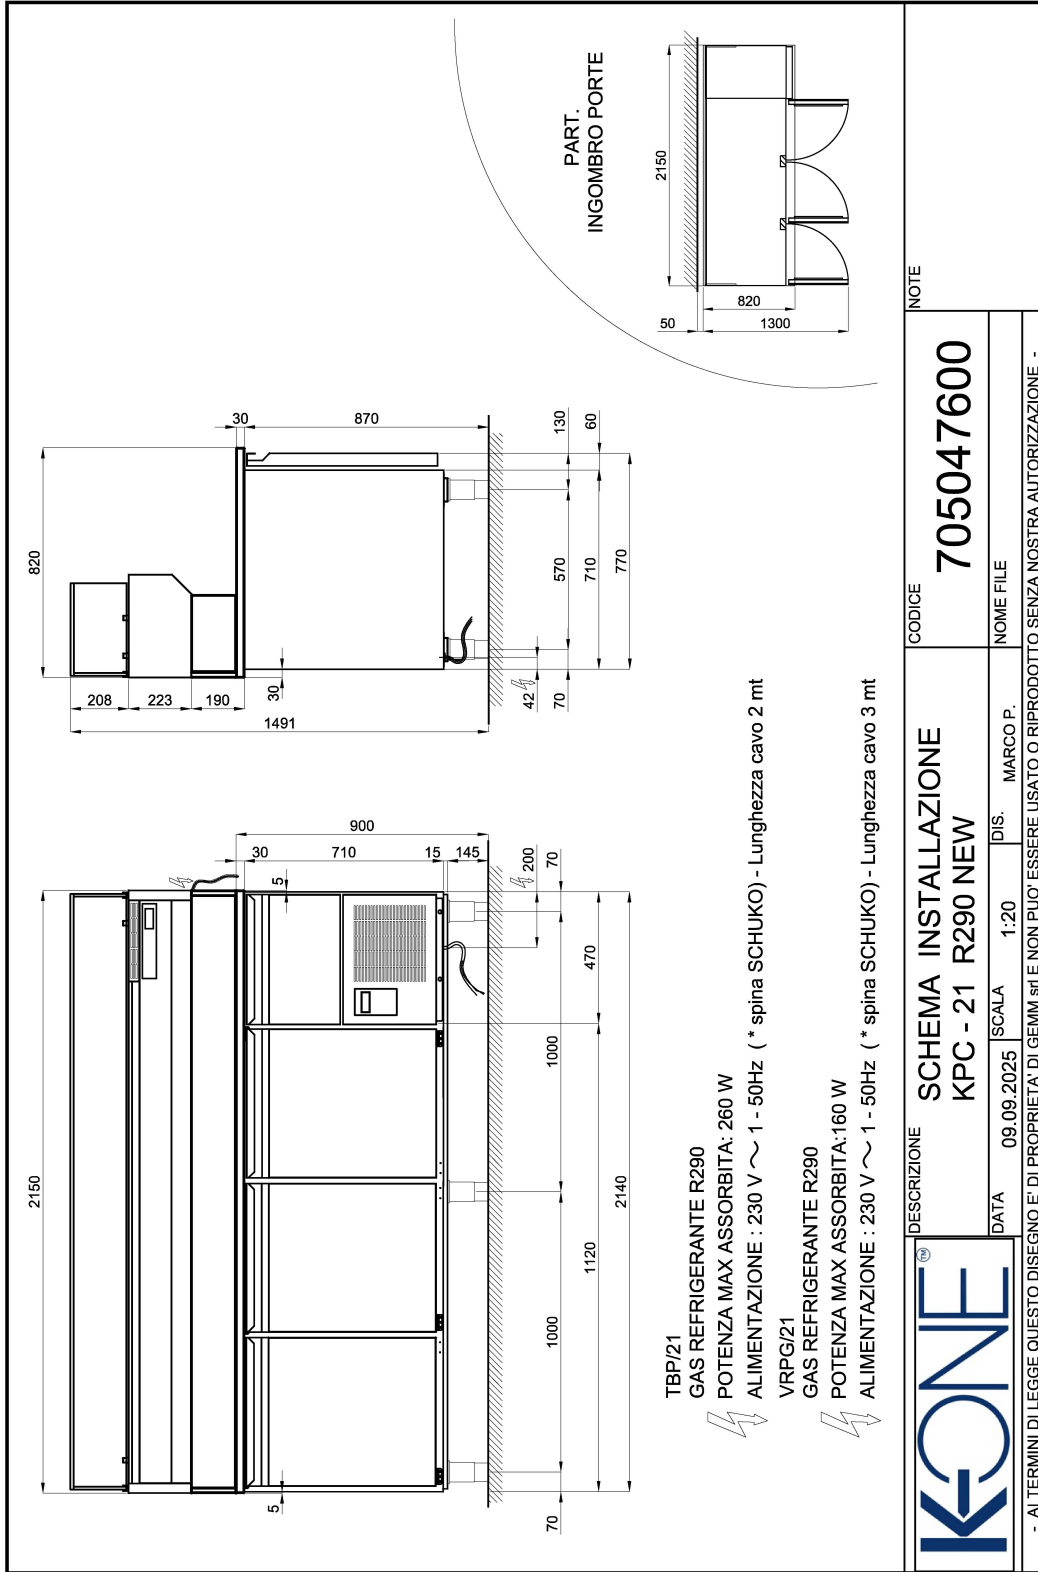 2150
5
5
900
30
710
15
145
200
70
470
1000
1000
1120
2140
70
820
208
223
190
30
1491
30
870
42
70
130
60
570
710
770
PART.
INGOMBRO PORTE
2150
50
820
1300
TBP/21
GAS REFRIGERANTE R290
POTENZA MAX ASSORBITA: 260 W
ALIMENTAZIONE : 230 V ～ 1 - 50Hz ( * spina SCHUKO) - Lunghezza cavo 2 mt
VRPG/21
GAS REFRIGERANTE R290
POTENZA MAX ASSORBITA:160 W
ALIMENTAZIONE : 230 V ～ 1 - 50Hz ( * spina SCHUKO) - Lunghezza cavo 3 mt
K-ONE TM
DESCRIZIONE
SCHEMA INSTALLAZIONE
KPC - 21 R290 NEW
CODICE
705047600
NOTE
DATA 09.09.2025 SCALA 1:20 DIS. MARCO P. NOME FILE
- AI TERMINI DI LEGGE QUESTO DISEGNO E' DI PROPRIETA' DI GEMM srl E NON PUO' ESSERE USATO O RIPRODOTTO SENZA NOSTRA AUTORIZZAZIONE -